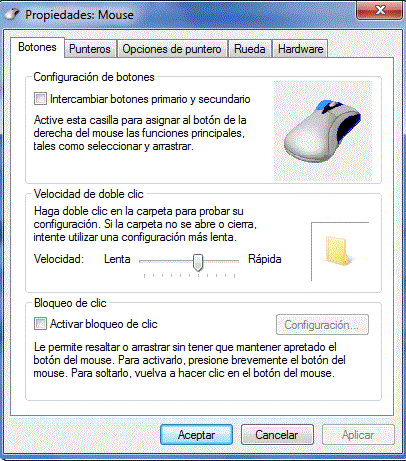 Propiedades: Mouse
Botones Punteros Opciones de puntero Rueda Hardware
Configuración de botones
Intercambiar botones primario y secundario
Active esta casilla para asignar al botón de la
derecha del mouse las funciones principales,
tales como seleccionar y arrastrar.
Velocidad de doble clic
Haga doble clic en la carpeta para probar su
configuración. Si la carpeta no se abre o cierra,
intente utilizar una configuración más lenta.
Velocidad: Lenta Rápida
Bloqueo de clic
Activar bloqueo de clic Configuración...
Le permite resaltar o arrastrar sin tener que mantener apretado el
botón del mouse. Para activarlo, presione brevemente el botón del
mouse. Para soltarlo, vuelva a hacer clic en el botón del mouse.
Aceptar Cancelar Aplicar